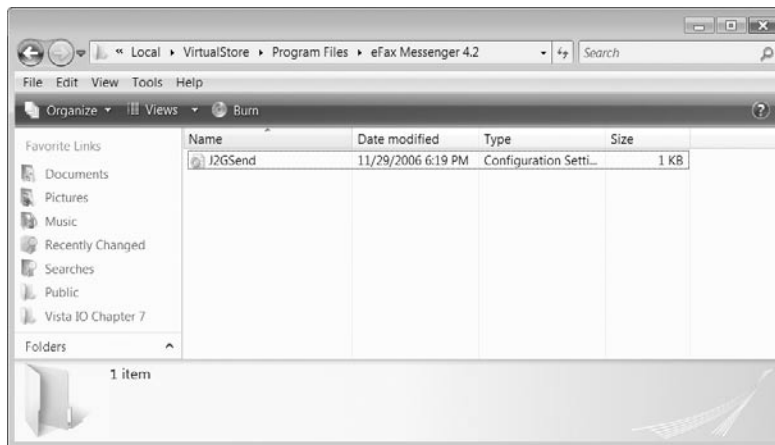 « Local ▸ VirtualStore ▸ Program Files ▸ eFax Messenger 4.2 Search
File Edit View Tools Help
Organize Views Burn
Favorite Links Name Date modified Type Size
J2GSend 11/29/2006 6:19 PM Configuration Setti... 1 KB
Documents
Pictures
Music
Recently Changed
Searches
Public
Vista IO Chapter 7
Folders
1 item